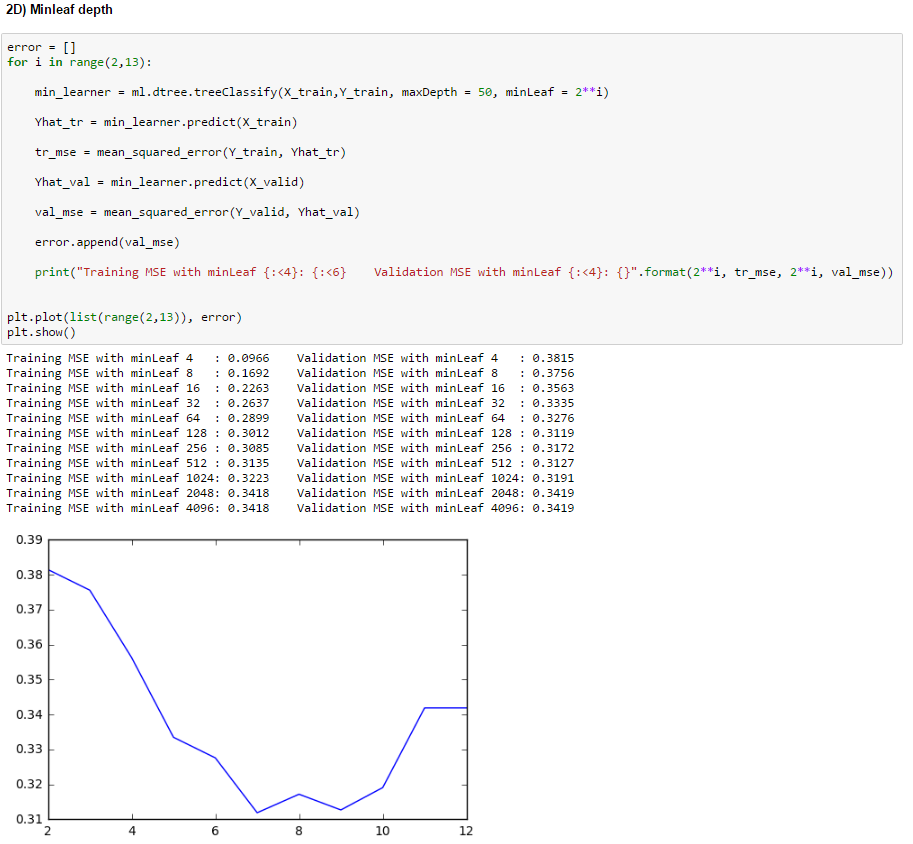 2D) Minleaf depth
error = []
for i in range(2,13):
min_learner = ml.dtree.treeClassify(X_train,Y_train, maxDepth = 50, minLeaf = 2**i)
Yhat_tr = min_learner.predict(X_train)
tr_mse = mean_squared_error(Y_train, Yhat_tr)
Yhat_val = min_learner.predict(X_valid)
val_mse = mean_squared_error(Y_valid, Yhat_val)
error.append(val_mse)
print("Training MSE with minLeaf {:<4}: {:<6}    Validation MSE with minLeaf {:<4}: {}".format(2**i, tr_mse, 2**i, val_mse))
plt.plot(list(range(2,13)), error)
plt.show()
Training MSE with minLeaf 4   : 0.0966    Validation MSE with minLeaf 4   : 0.3815
Training MSE with minLeaf 8   : 0.1692    Validation MSE with minLeaf 8   : 0.3756
Training MSE with minLeaf 16  : 0.2263    Validation MSE with minLeaf 16  : 0.3563
Training MSE with minLeaf 32  : 0.2637    Validation MSE with minLeaf 32  : 0.3335
Training MSE with minLeaf 64  : 0.2899    Validation MSE with minLeaf 64  : 0.3276
Training MSE with minLeaf 128 : 0.3012    Validation MSE with minLeaf 128 : 0.3119
Training MSE with minLeaf 256 : 0.3085    Validation MSE with minLeaf 256 : 0.3172
Training MSE with minLeaf 512 : 0.3135    Validation MSE with minLeaf 512 : 0.3127
Training MSE with minLeaf 1024: 0.3223    Validation MSE with minLeaf 1024: 0.3191
Training MSE with minLeaf 2048: 0.3418    Validation MSE with minLeaf 2048: 0.3419
Training MSE with minLeaf 4096: 0.3418    Validation MSE with minLeaf 4096: 0.3419
0.39
0.38
0.37
0.36
0.35
0.34
0.33
0.32
0.31
2 4 6 8 10 12